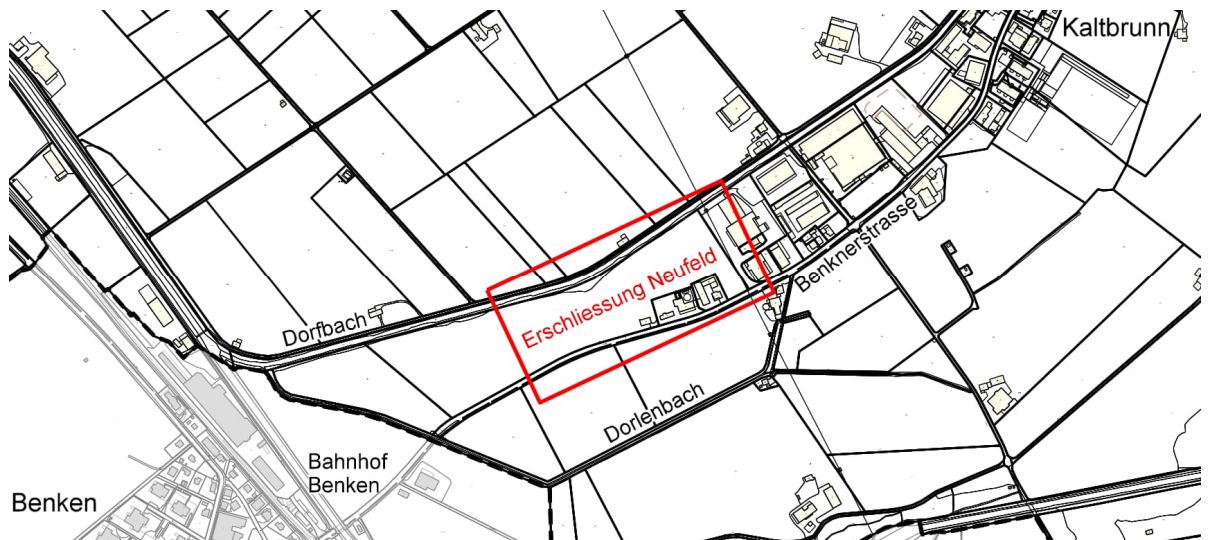 Kaltbrunn
Erschliessung Neufeld
Benknerstrasse
Dorfbach
Dorlenbach
Bahnhof
Benken
Benken